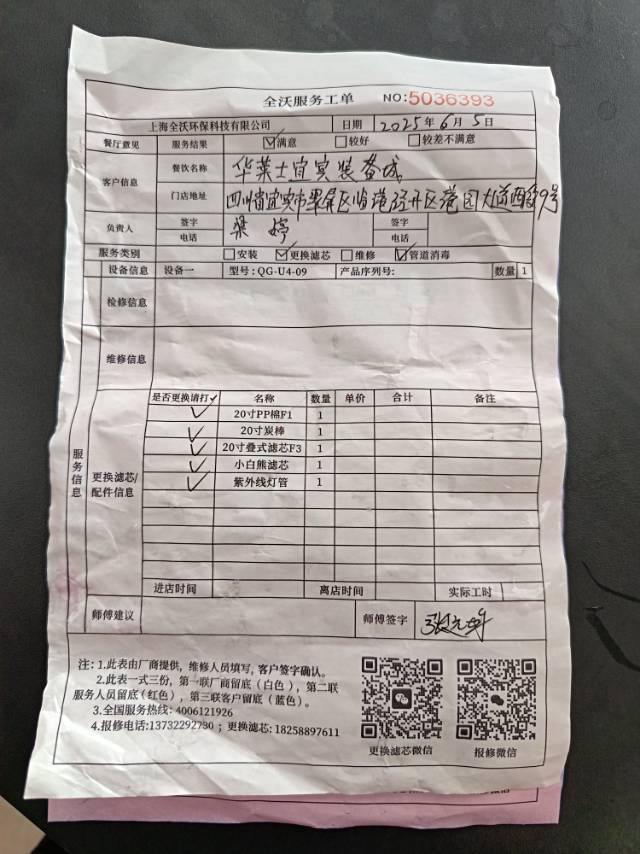 全沃服务工单 NO:5036393
上海全沃环保科技有限公司 日期 2025年6月5日
餐厅意见 服务结果 ☑满意 □较好 □较差不满意
客户信息 餐饮名称 华莱士宜宾装备城
门店地址 四川省宜宾市翠屏区临港经开区港园大道西段9号
负责人 签字 梁婷 签字
电话 电话
服务类别 □安装 ☑更换滤芯 □维修 ☑管道消毒
设备信息 设备一 型号:QG-U4-09 产品序列号: 数量 1
检修信息
维修信息
服务信息
更换滤芯/配件信息
是否更换请打✓ 名称 数量 单价 合计 备注
✓ 20寸PP棉F1 1
✓ 20寸炭棒 1
✓ 20寸叠式滤芯F3 1
✓ 小白熊滤芯 1
✓ 紫外线灯管 1
进店时间 离店时间 实际工时
师傅建议 师傅签字
注:1.此表由厂商提供,维修人员填写,客户签字确认。
2.此表一式三份,第一联厂商留底(白色),第二联
服务人员留底(红色),第三联客户留底(蓝色)。
3.全国服务热线:4006121926
4.报修电话:13732292730;更换滤芯:18258897611
更换滤芯微信 报修微信